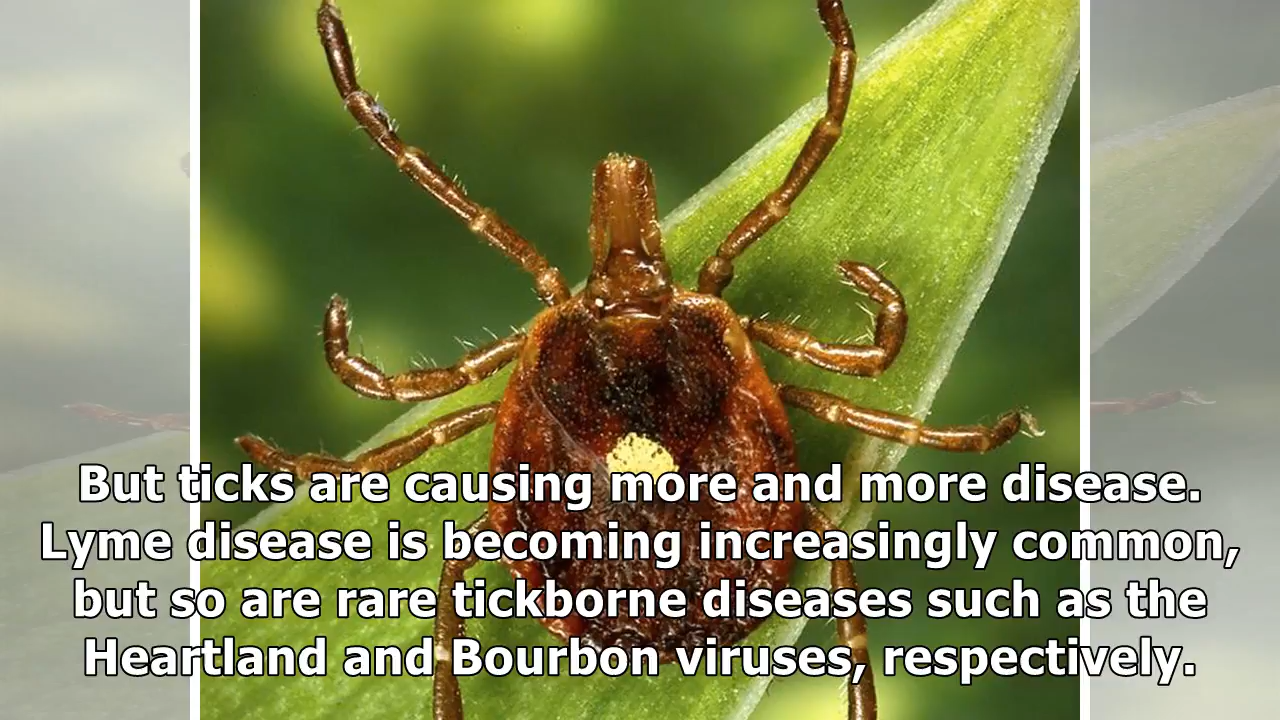 But ticks are causing more and more disease.
Lyme disease is becoming increasingly common,
but so are rare tickborne diseases such as the
Heartland and Bourbon viruses, respectively.